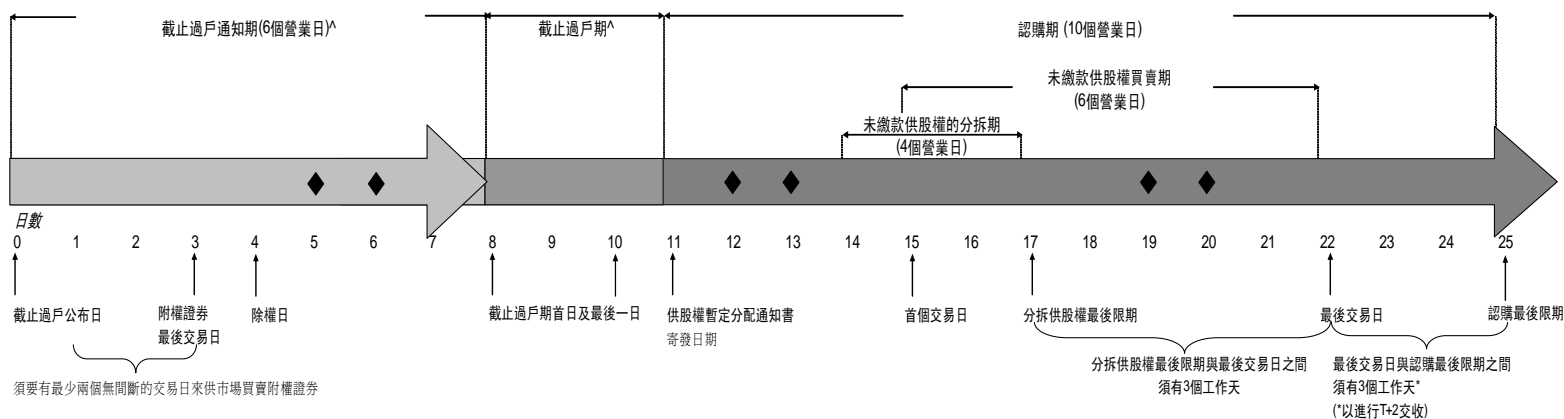 截止過戶通知期(6個營業日)^
截止過戶期^
認購期 (10個營業日)
未繳款供股權買賣期
(6個營業日)
未繳款供股權的分拆期
(4個營業日)
日數
0 1 2 3 4 5 6 7 8 9 10 11 12 13 14 15 16 17 18 19 20 21 22 23 24 25
截止過戶公布日
附權證券
最後交易日
除權日
截止過戶期首日及最後一日
供股權暫定分配通知書
寄發日期
首個交易日
分拆供股權最後限期
最後交易日
認購最後限期
須要有最少兩個無間斷的交易日來供市場買賣附權證券
分拆供股權最後限期與最後交易日之間
須有3個工作天
最後交易日與認購最後限期之間
須有3個工作天*
(*以進行T+2交收)